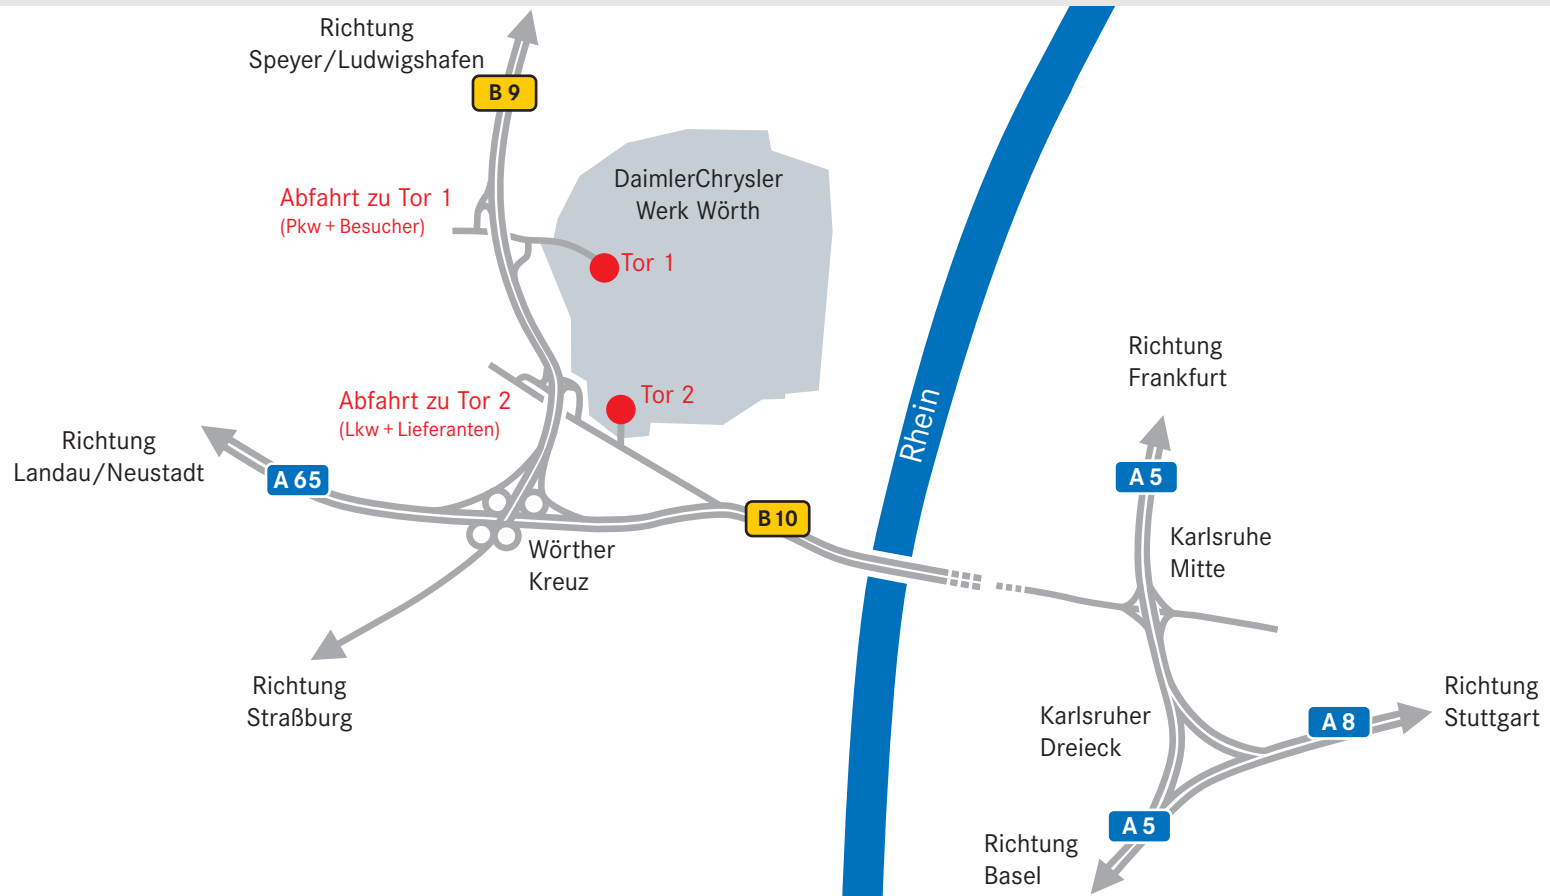 Richtung
Speyer/Ludwigshafen
B 9
DaimlerChrysler
Werk Wörth
Abfahrt zu Tor 1
(Pkw + Besucher)
Tor 1
Abfahrt zu Tor 2
(Lkw + Lieferanten)
Tor 2
Richtung
Landau/Neustadt
A 65
B 10
Wörther
Kreuz
Richtung
Straßburg
Rhein
Richtung
Frankfurt
A 5
Karlsruhe
Mitte
Karlsruher
Dreieck
A 8
Richtung
Stuttgart
A 5
Richtung
Basel